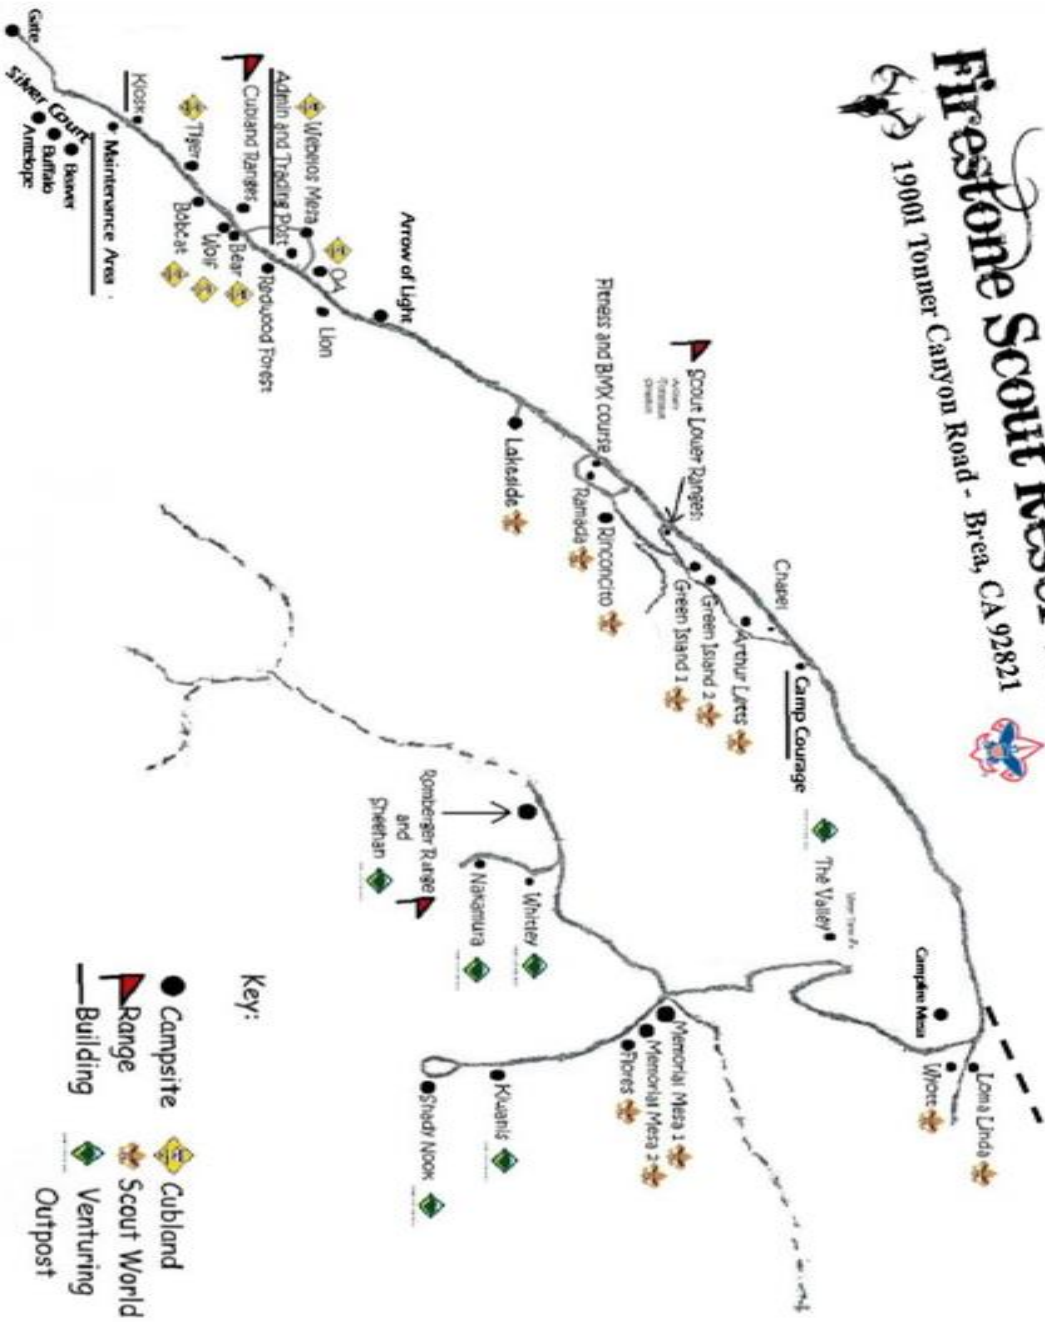 Firestone Scout
19001 Tonner Canyon Road - Brea, CA 92821
Loma Linda
Wyott
Campfire Mesa
The Valley
Camp Courage
Chapel
Arthur Letts
Green Island 2
Green Island 1
Scout Lower Ranges:
Rinconcito
Ramada
Fitness and BMX course
Lakeside
Arrow of Light
Lion
OA
Webelos Mesa
Admin and Trading Post
Redwood Forest
Cubland Ranges
Bear
Wolf
Bobcat
Tiger
Kiosk
Maintenance Area
Gate
Silver Court
Beaver
Buffalo
Antelope
Memorial Mesa 1
Memorial Mesa 2
Flores
Kiwanis
Shady Nook
Whitley
Nakamura
Romberger Range
and
Sheehan
Key:
Campsite
Range
Building
Cubland
Scout World
Venturing
Outpost